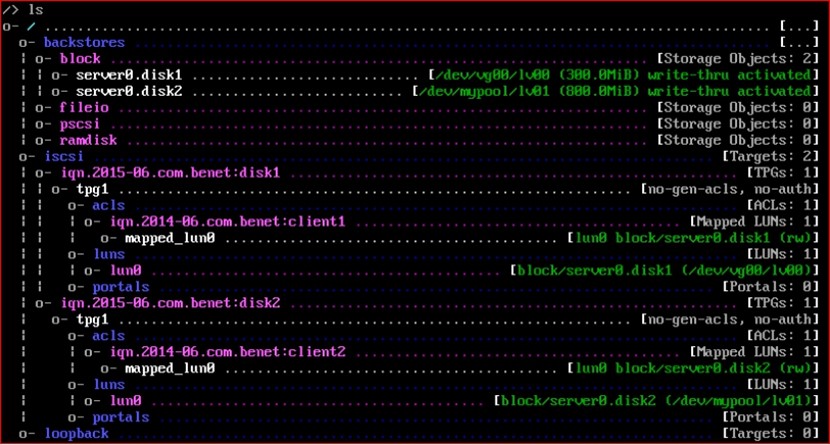 /> ls
o- / ........................................................................... [...]
  o- backstores ................................................................ [...]
  | o- block .................................................... [Storage Objects: 2]
  | | o- server0.disk1 ............ [/dev/vg00/lv00 (300.0MiB) write-thru activated]
  | | o- server0.disk2 .......... [/dev/mypool/lv01 (800.0MiB) write-thru activated]
  | o- fileio ................................................... [Storage Objects: 0]
  | o- pscsi .................................................... [Storage Objects: 0]
  | o- ramdisk .................................................. [Storage Objects: 0]
  o- iscsi .............................................................. [Targets: 2]
  | o- iqn.2015-06.com.benet:disk1 ......................................... [TPGs: 1]
  | | o- tpg1 ................................................. [no-gen-acls, no-auth]
  | |   o- acls ............................................................ [ACLs: 1]
  | |   | o- iqn.2014-06.com.benet:client1 .......................... [Mapped LUNs: 1]
  | |   |   o- mapped_lun0 .......................... [lun0 block/server0.disk1 (rw)]
  | |   o- luns ............................................................ [LUNs: 1]
  | |   | o- lun0 ............................ [block/server0.disk1 (/dev/vg00/lv00)]
  | |   o- portals ...................................................... [Portals: 0]
  | o- iqn.2015-06.com.benet:disk2 ......................................... [TPGs: 1]
  |   o- tpg1 ................................................. [no-gen-acls, no-auth]
  |     o- acls ............................................................ [ACLs: 1]
  |     | o- iqn.2014-06.com.benet:client2 .......................... [Mapped LUNs: 1]
  |     |   o- mapped_lun0 .......................... [lun0 block/server0.disk2 (rw)]
  |     o- luns ............................................................ [LUNs: 1]
  |     | o- lun0 .......................... [block/server0.disk2 (/dev/mypool/lv01)]
  |     o- portals ...................................................... [Portals: 0]
  o- loopback ........................................................... [Targets: 0]